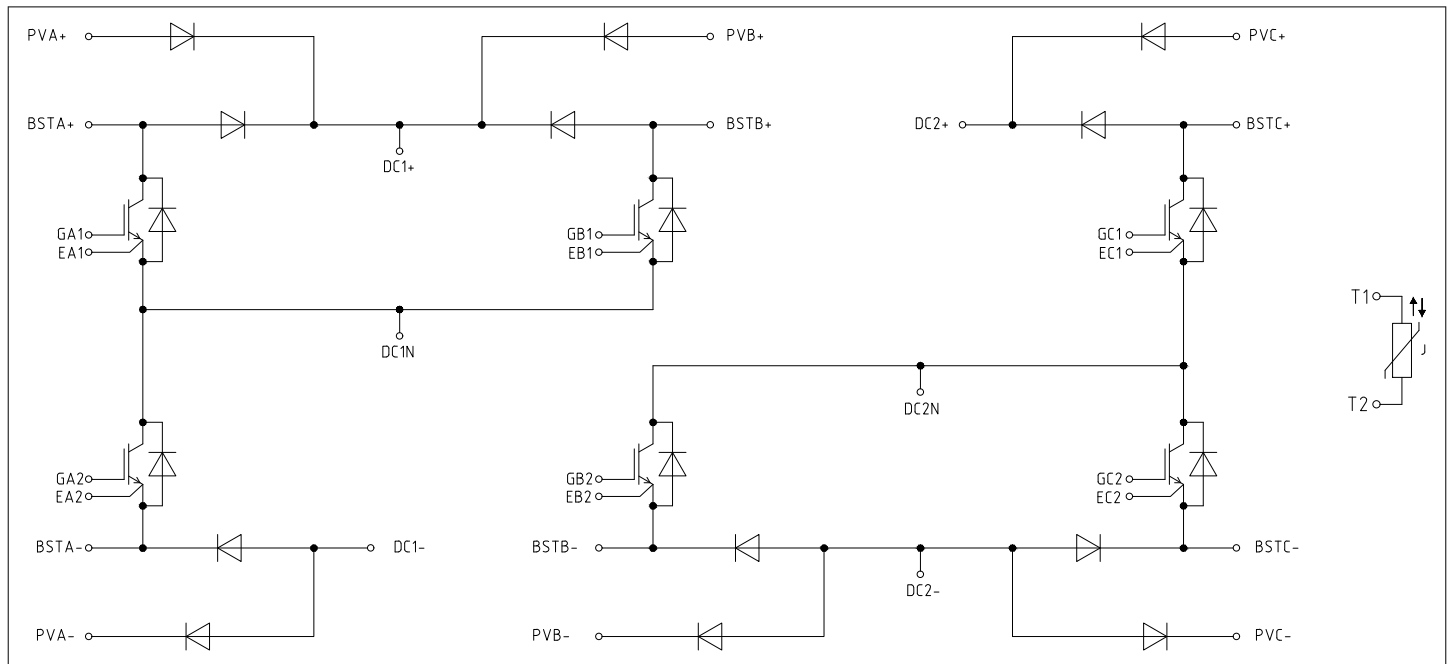 PVA+ PVB+ PVC+
BSTA+ BSTB+ DC2+ BSTC+
DC1+
GA1 GB1 GC1
EA1 EB1 EC1
T1
J
DC1N
DC2N
T2
GA2 GB2 GC2
EA2 EB2 EC2
BSTA- DC1- BSTB- BSTC-
DC2-
PVA- PVB- PVC-